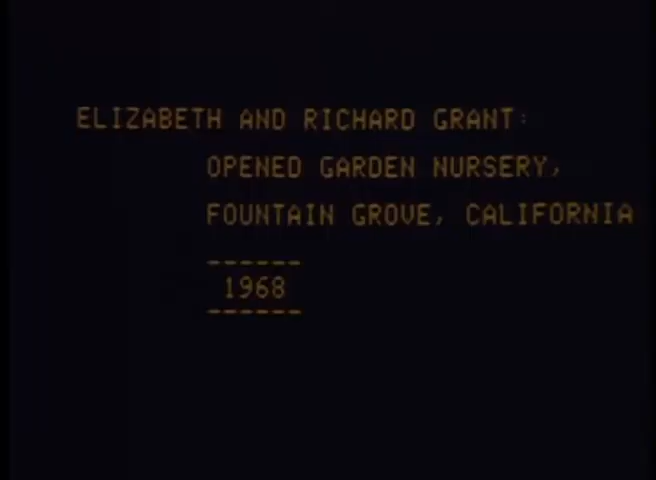 ELIZABETH AND RICHARD GRANT:
OPENED GARDEN NURSERY,
FOUNTAIN GROVE, CALIFORNIA
------
1968
------